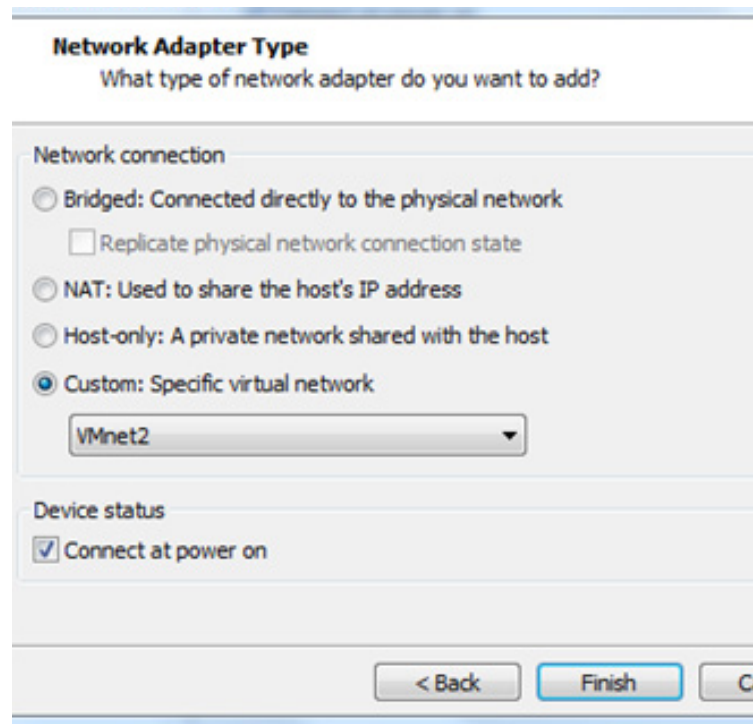 Network Adapter Type
What type of network adapter do you want to add?
Network connection
Bridged: Connected directly to the physical network
Replicate physical network connection state
NAT: Used to share the host's IP address
Host-only: A private network shared with the host
Custom: Specific virtual network
VMnet2
Device status
Connect at power on
< Back
Finish